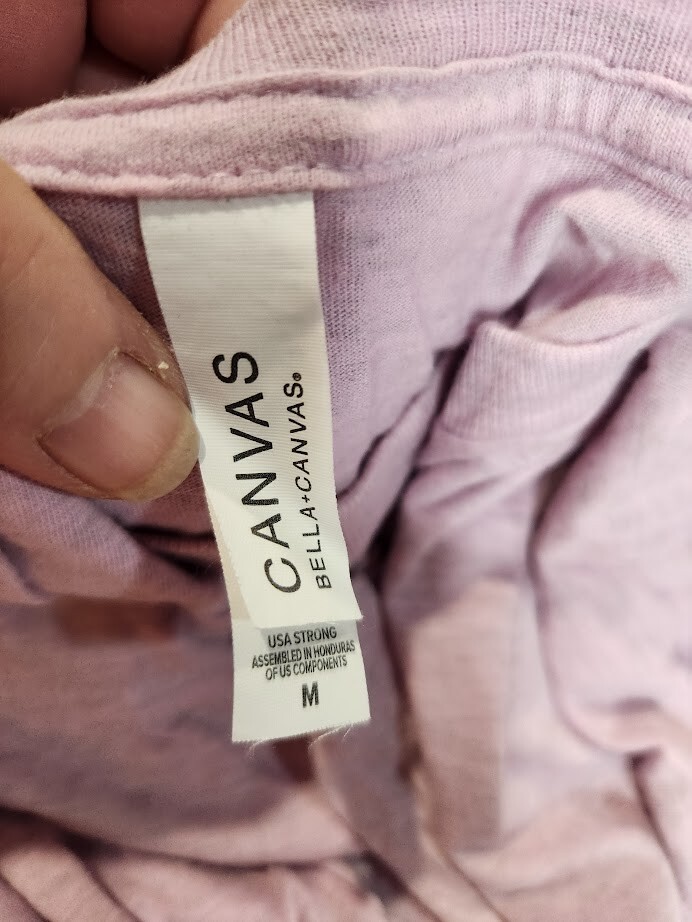 CANVAS
BELLA+CANVAS®
USA STRONG
ASSEMBLED IN HONDURAS
OF US COMPONENTS
M